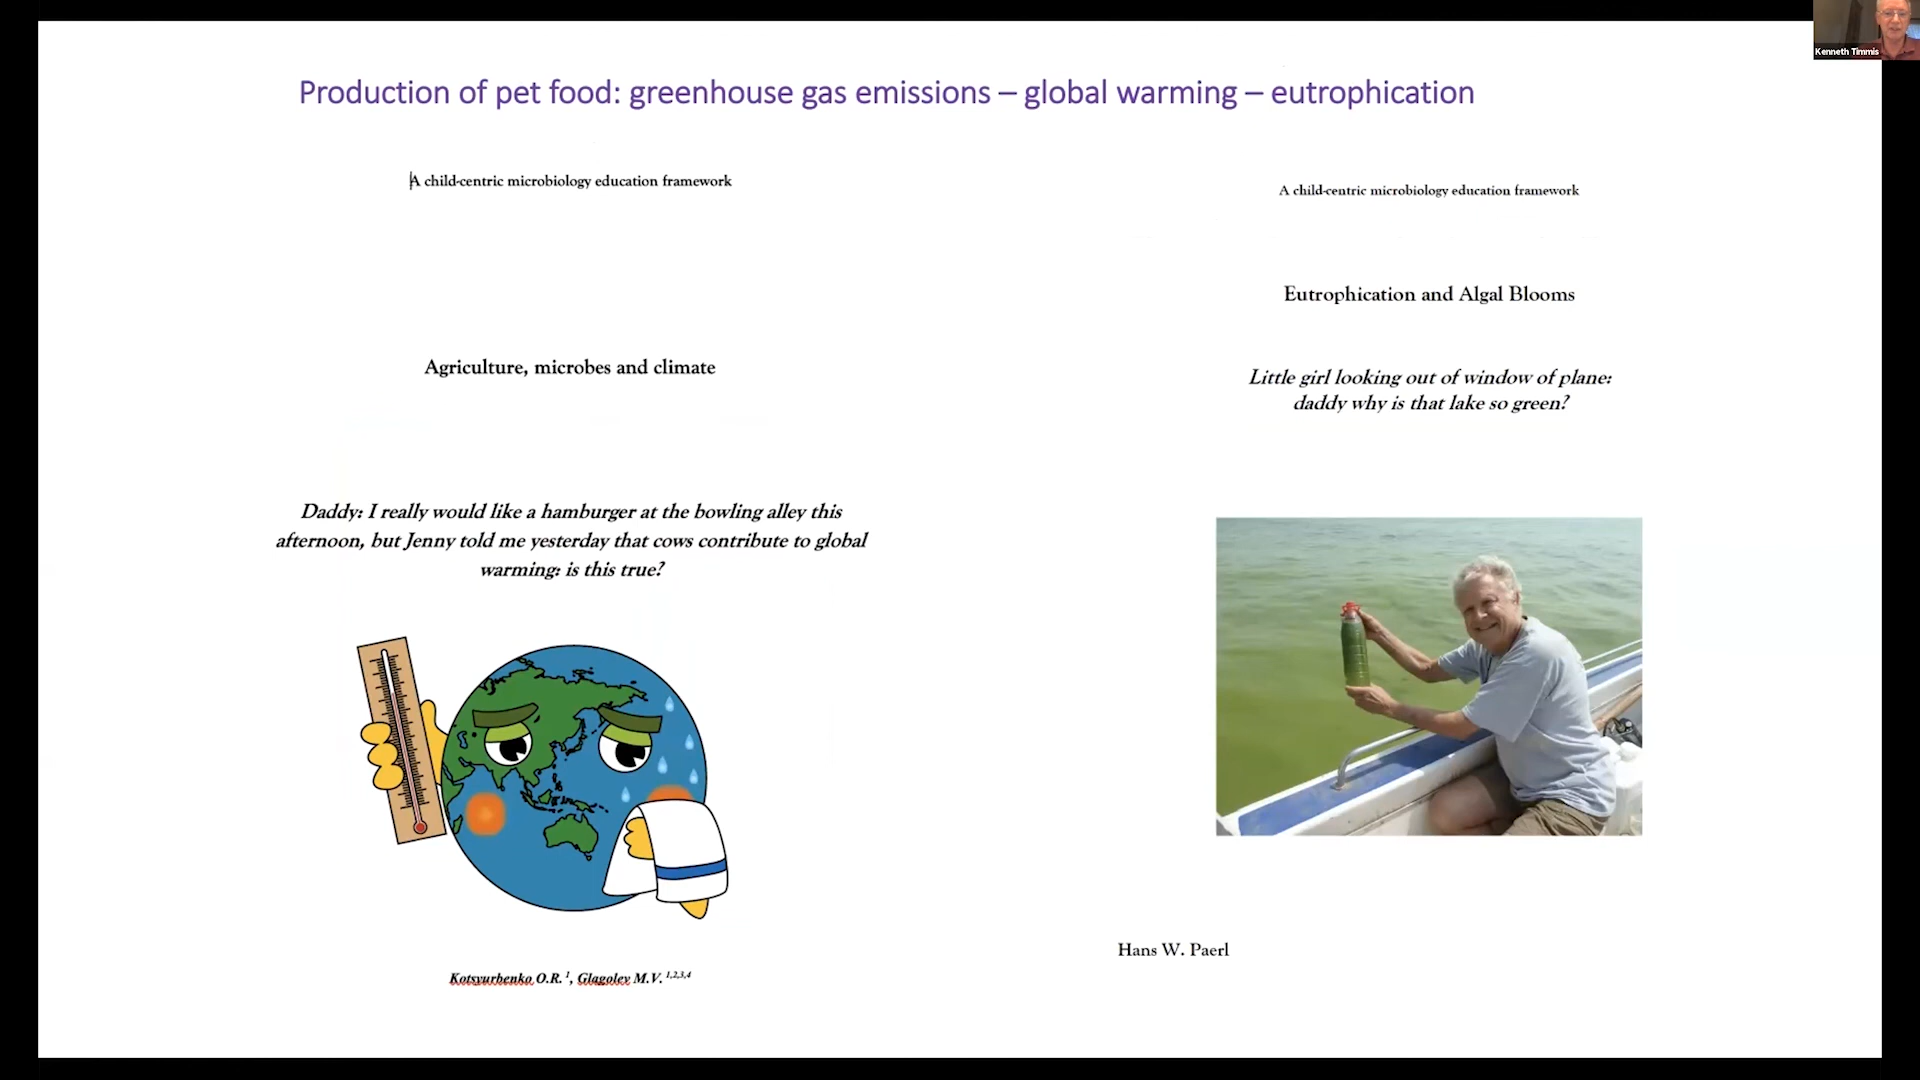 Kenneth Timmis
Production of pet food: greenhouse gas emissions – global warming – eutrophication
A child-centric microbiology education framework
Agriculture, microbes and climate
Daddy: I really would like a hamburger at the bowling alley this
afternoon, but Jenny told me yesterday that cows contribute to global
warming: is this true?
Kotsyurbenko O.R. 1, Glagolev M.V. 1,2,3,4
A child-centric microbiology education framework
Eutrophication and Algal Blooms
Little girl looking out of window of plane:
daddy why is that lake so green?
Hans W. Paerl